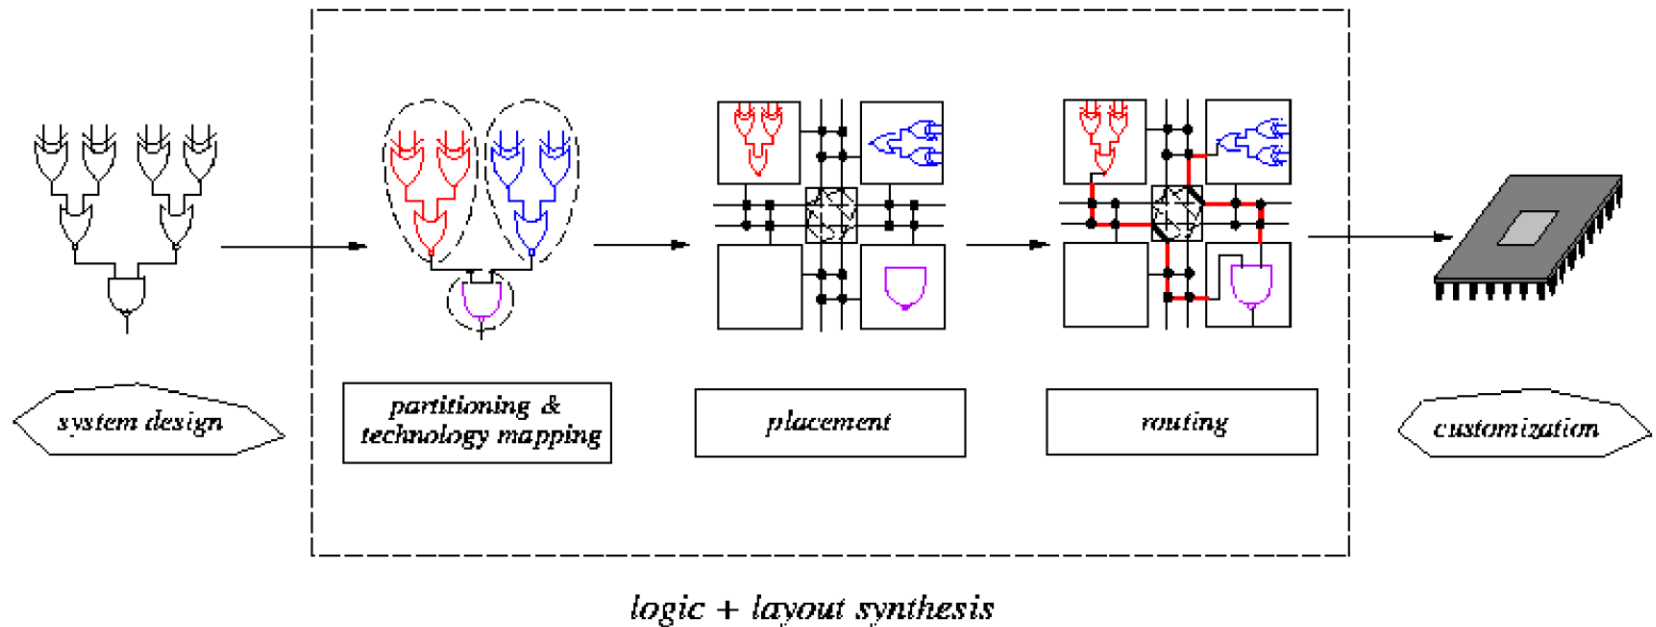 system design
partitioning &
technology mapping
placement
routing
customization
logic + layout synthesis